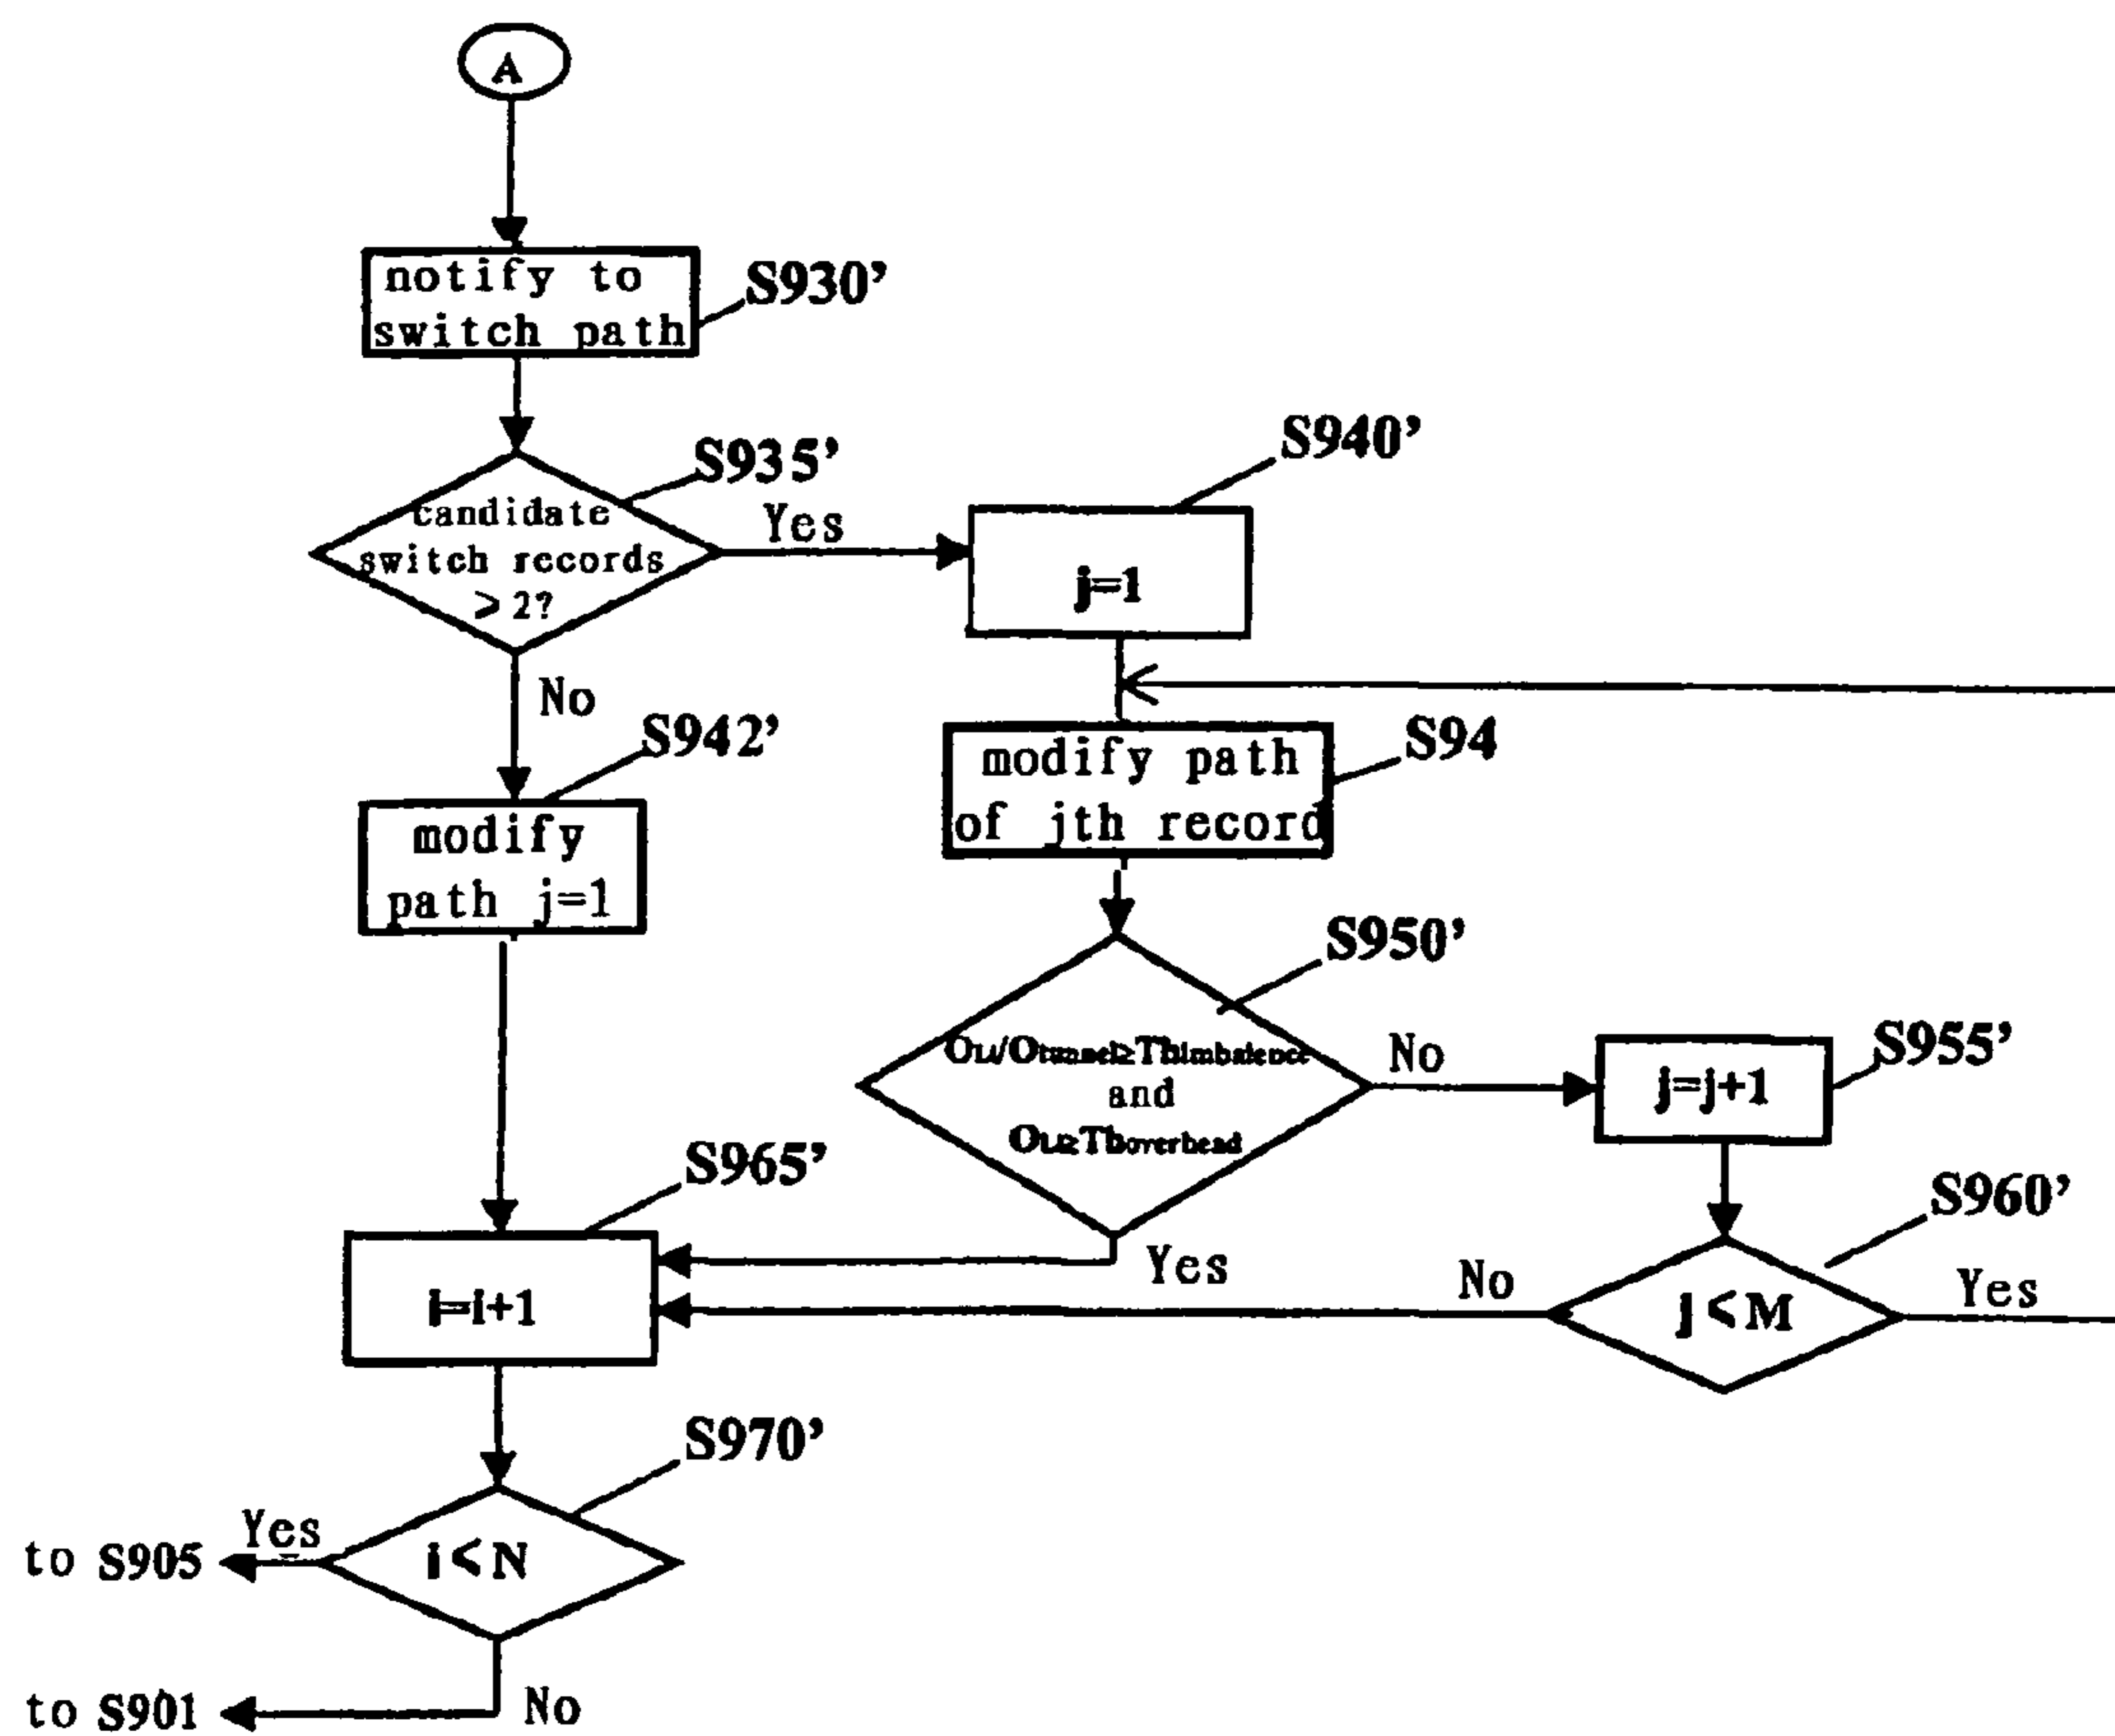 A
notify to
switch path
S930’
candidate
switch records
> 2?
S935’
Yes
No
S940’
j=1
S942’
modify
path j=1
S94
modify path
of jth record
S950’
and
No
Yes
S955’
j=j+1
S960’
j<M
No
Yes
S965’
i=i+1
S970’
i<N
Yes
to S905
No
to S901